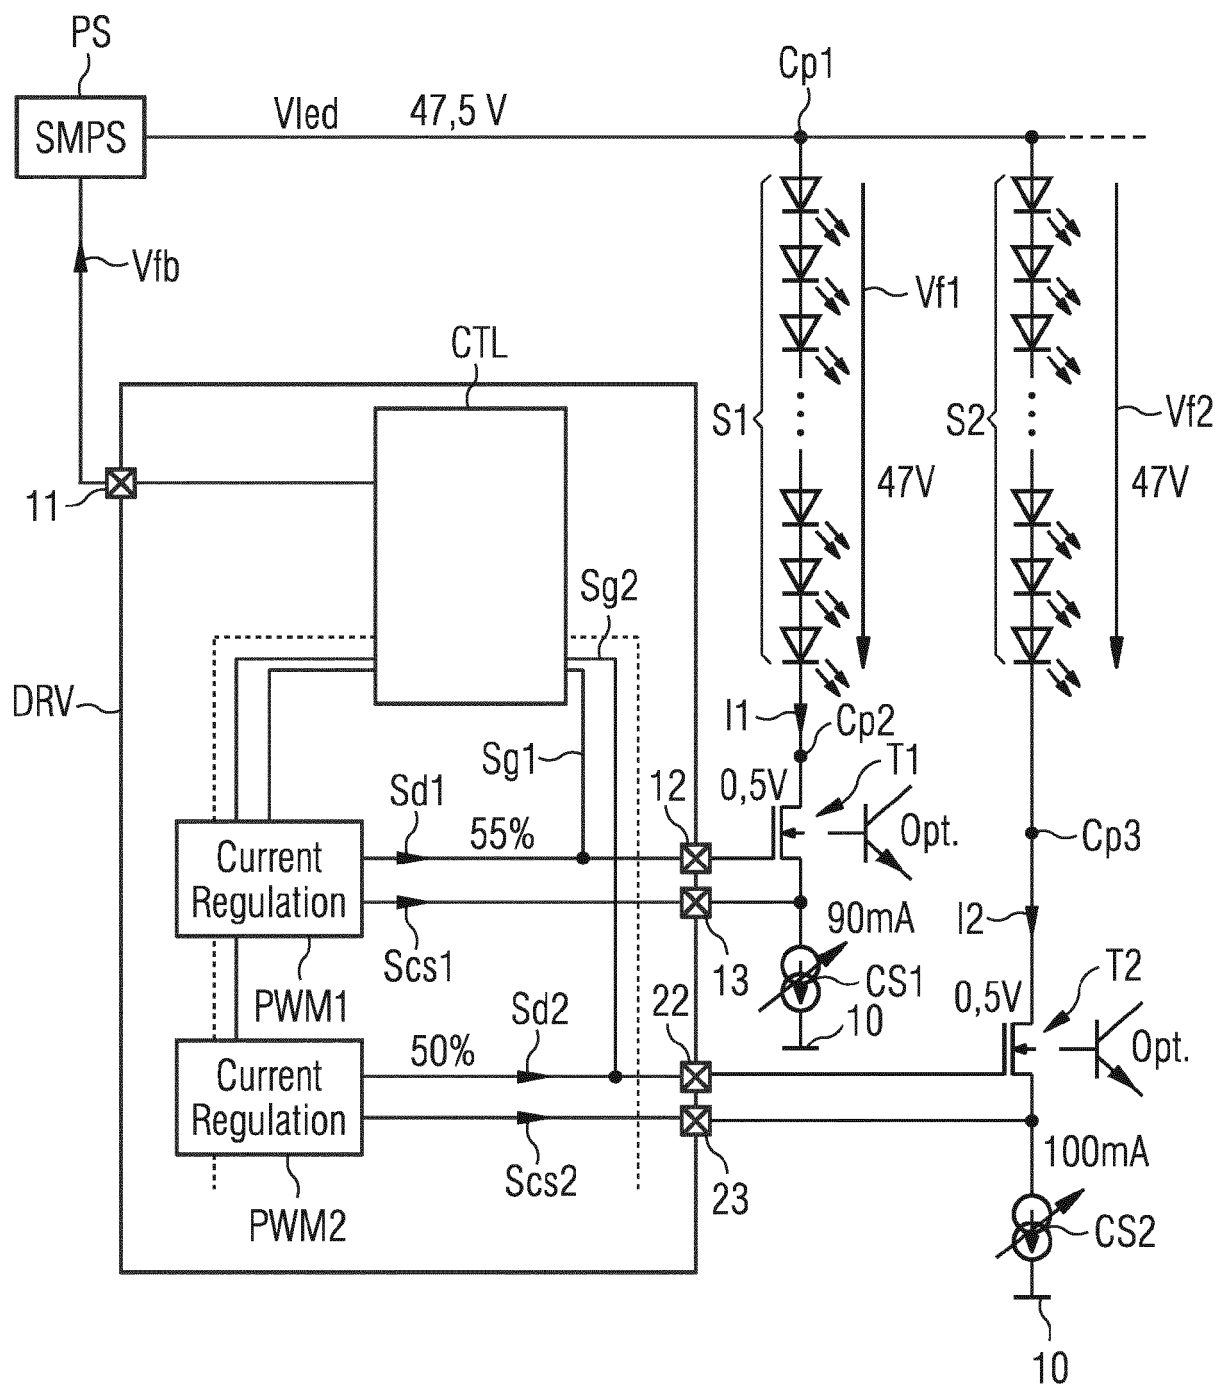 PS
Cp1
SMPS
Vled 47,5 V
Vfb
Vf1
CTL
S1
S2
Vf2
47V
47V
11
Sg2
DRV
I1
Cp2
Sg1
T1
Sd1
12
0,5V
55%
Opt.
Cp3
Current
Regulation
90mA
I2
Scs1
13
CS1
T2
PWM1
22
10
0,5V
Sd2
50%
Opt.
Current
Regulation
100mA
Scs2
23
PWM2
CS2
10